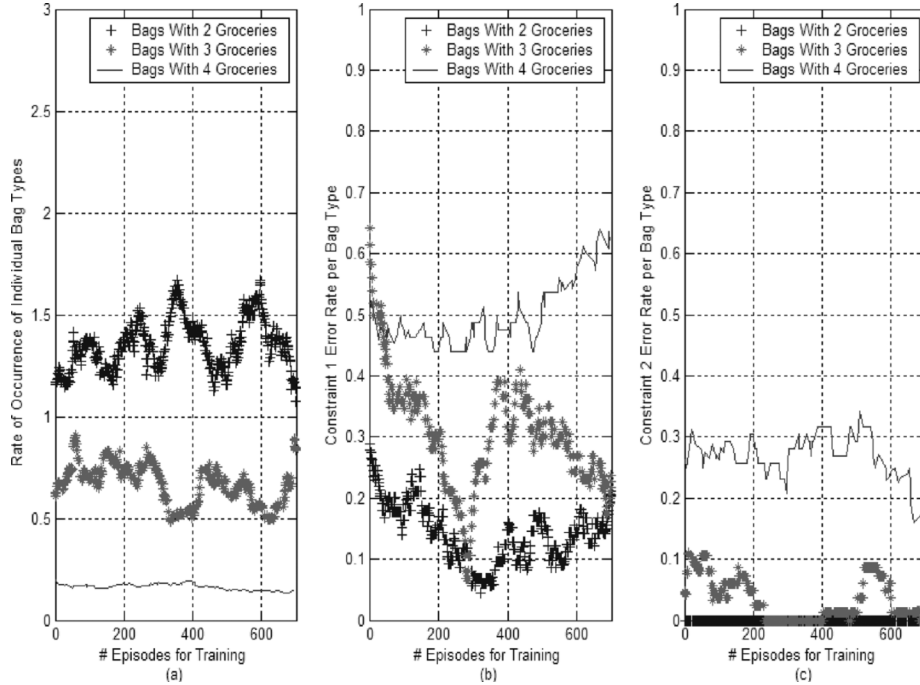 3
2.5
2
1.5
1
0.5
0
Rate of Occurrence of Individual Bag Types
+ Bags With 2 Groceries
* Bags With 3 Groceries
Bags With 4 Groceries
0 200 400 600
# Episodes for Training
(a)
1
0.9
0.8
0.7
0.6
0.5
0.4
0.3
0.2
0.1
0
Constraint 1 Error Rate per Bag Type
+ Bags With 2 Groceries
* Bags With 3 Groceries
Bags With 4 Groceries
0 200 400 600
# Episodes for Training
(b)
1
0.9
0.8
0.7
0.6
0.5
0.4
0.3
0.2
0.1
0
Constraint 2 Error Rate per Bag Type
+ Bags With 2 Groceries
* Bags With 3 Groceries
Bags With 4 Groceries
0 200 400 600
# Episodes for Training
(c)